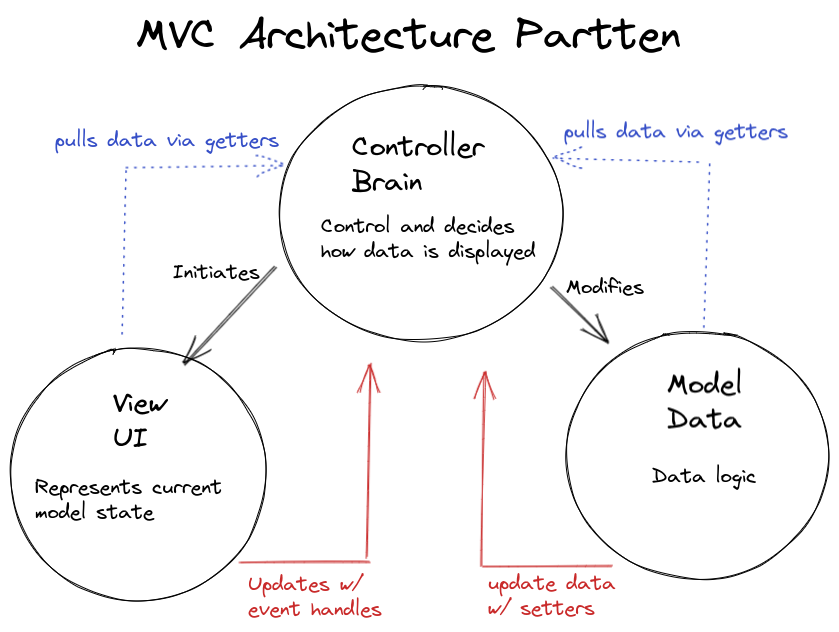 MVC Architecture Partten
pulls data via getters
pulls data via getters
Controller
Brain
Control and decides
how data is displayed
Initiates
Modifies
View
UI
Represents current
model state
Model
Data
Data logic
Updates w/
event handles
update data
w/ setters